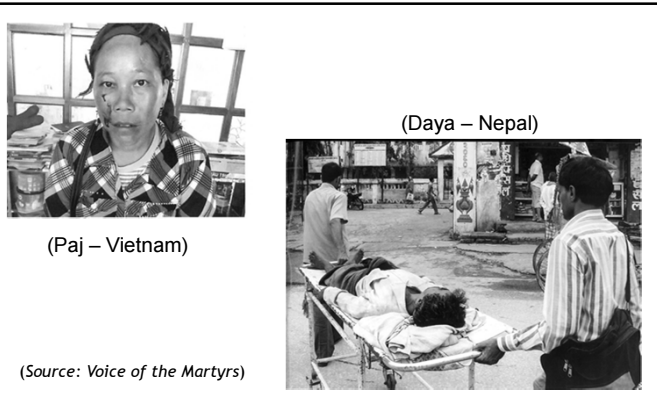 (Daya – Nepal)
(Paj – Vietnam)
(Source: Voice of the Martyrs)